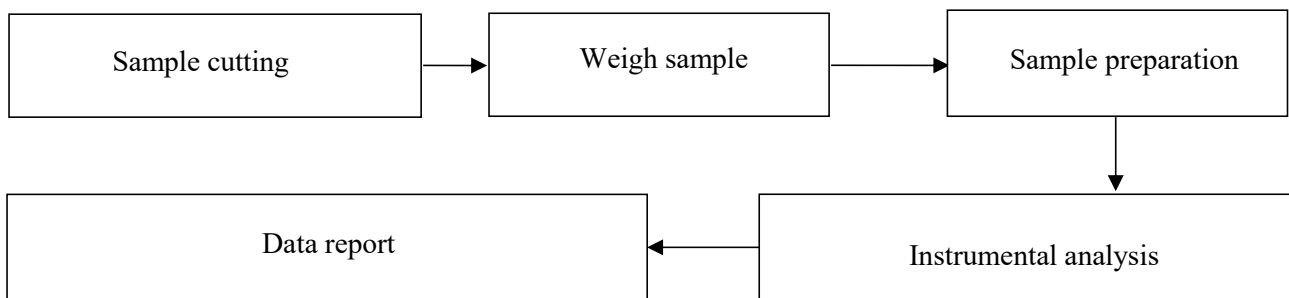 Sample cutting
Weigh sample
Sample preparation
Instrumental analysis
Data report